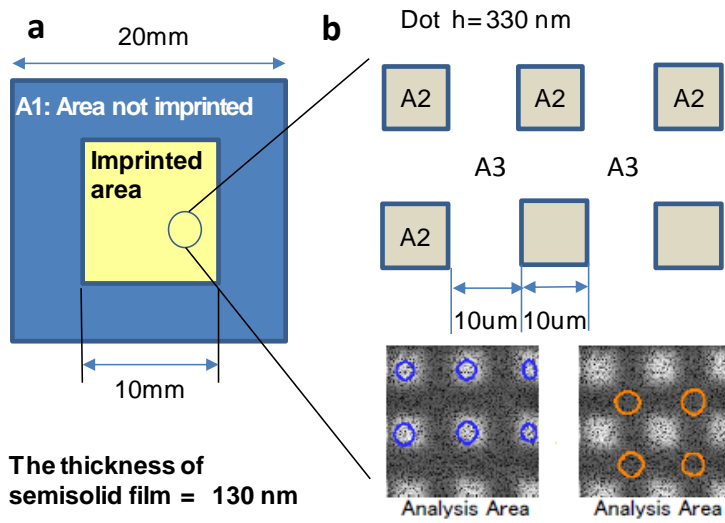 a
20mm
A1: Area not imprinted
Imprinted
area
10mm
The thickness of
semisolid film = 130 nm
b
Dot h=330 nm
A2 A2 A2
A3 A3
A2
10um 10um
Analysis Area Analysis Area